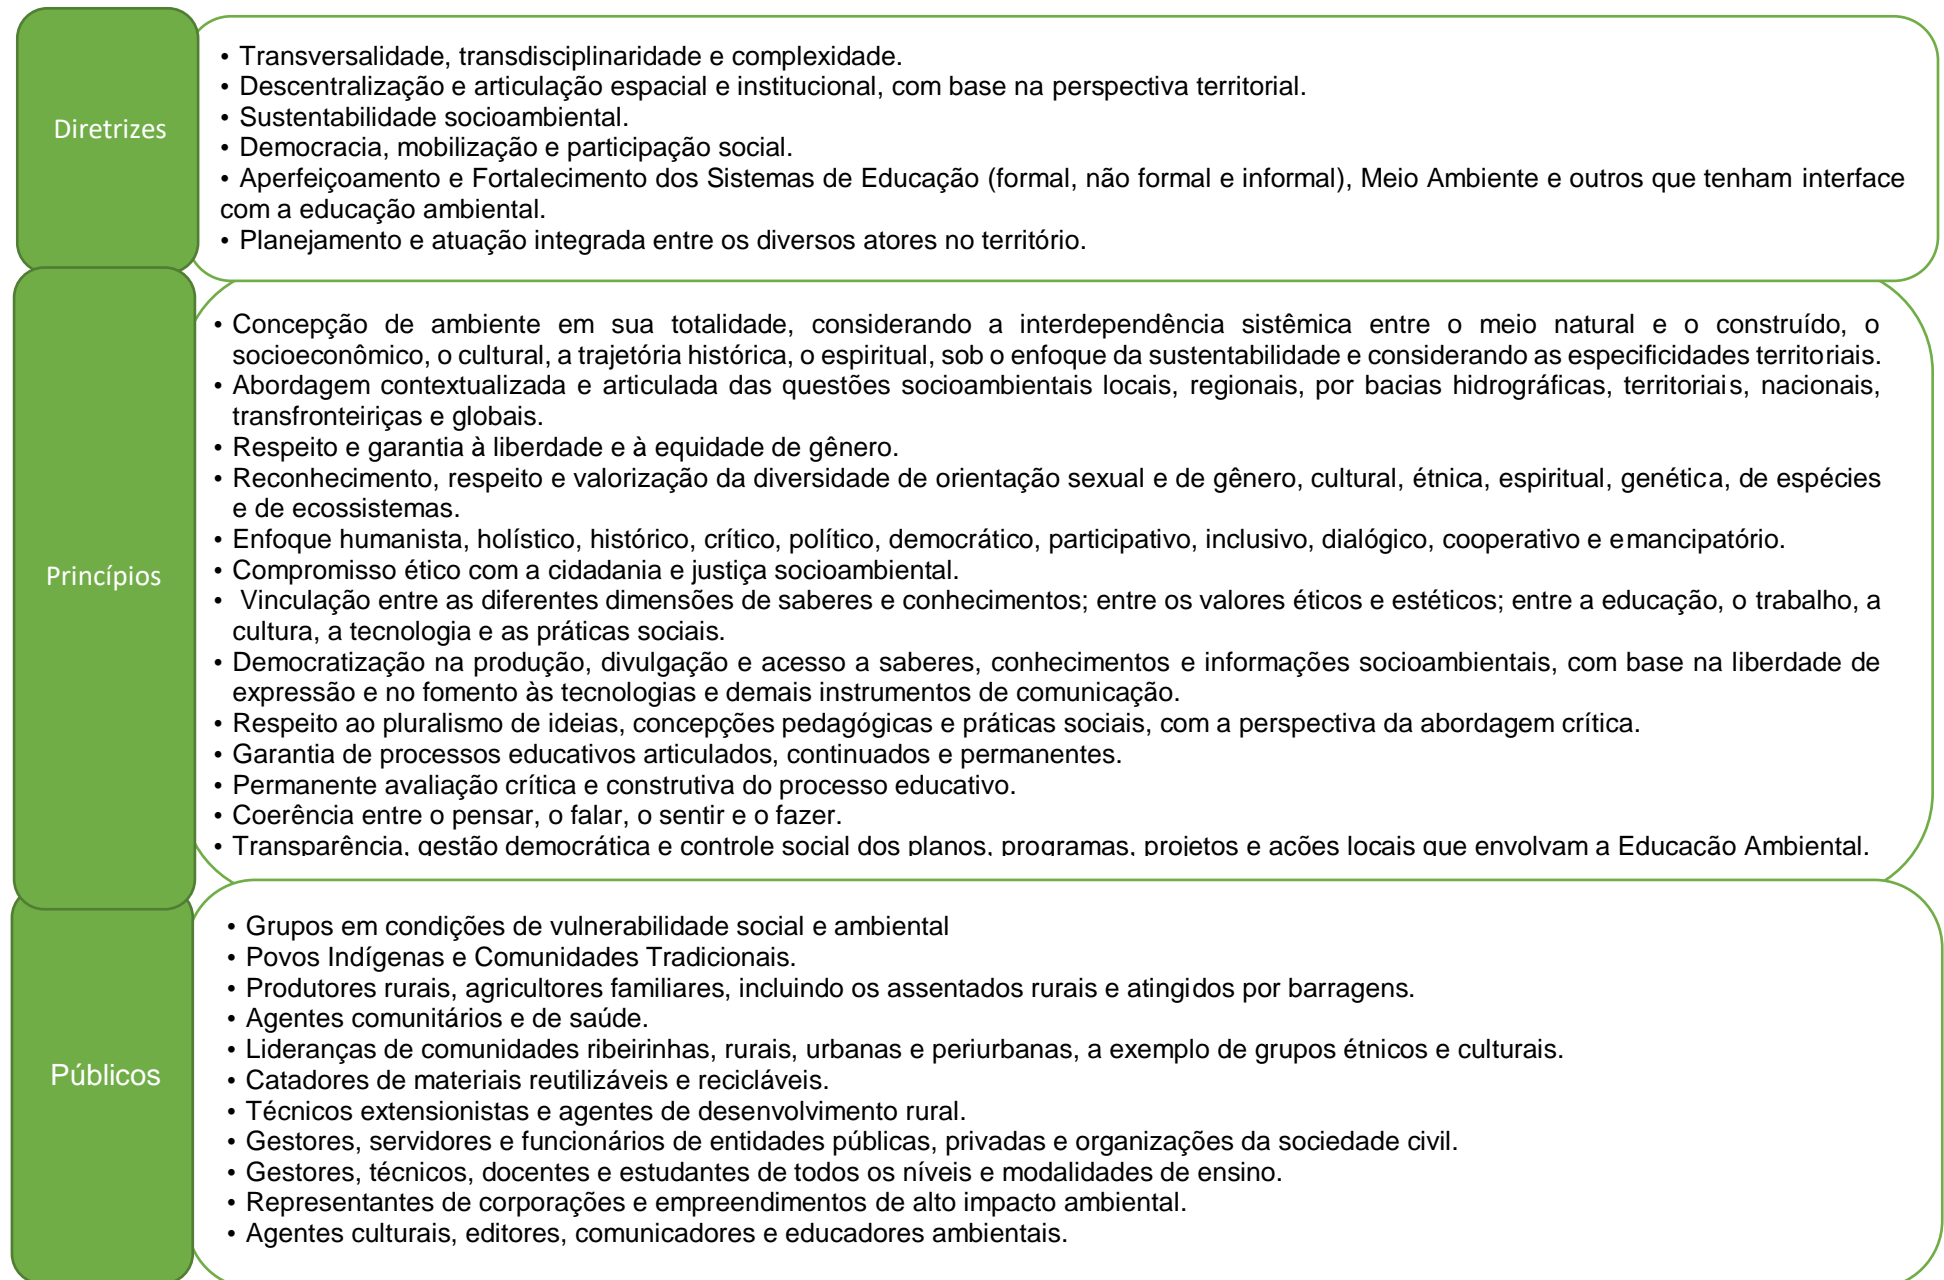 Diretrizes
• Transversalidade, transdisciplinaridade e complexidade.
• Descentralização e articulação espacial e institucional, com base na perspectiva territorial.
• Sustentabilidade socioambiental.
• Democracia, mobilização e participação social.
• Aperfeiçoamento e Fortalecimento dos Sistemas de Educação (formal, não formal e informal), Meio Ambiente e outros que tenham interface
com a educação ambiental.
• Planejamento e atuação integrada entre os diversos atores no território.
Princípios
• Concepção de ambiente em sua totalidade, considerando a interdependência sistêmica entre o meio natural e o construído, o
socioeconômico, o cultural, a trajetória histórica, o espiritual, sob o enfoque da sustentabilidade e considerando as especificidades territoriais.
• Abordagem contextualizada e articulada das questões socioambientais locais, regionais, por bacias hidrográficas, territoriais, nacionais,
transfronteiriças e globais.
• Respeito e garantia à liberdade e à equidade de gênero.
• Reconhecimento, respeito e valorização da diversidade de orientação sexual e de gênero, cultural, étnica, espiritual, genética, de espécies
e de ecossistemas.
• Enfoque humanista, holístico, histórico, crítico, político, democrático, participativo, inclusivo, dialógico, cooperativo e emancipatório.
• Compromisso ético com a cidadania e justiça socioambiental.
• Vinculação entre as diferentes dimensões de saberes e conhecimentos; entre os valores éticos e estéticos; entre a educação, o trabalho, a
cultura, a tecnologia e as práticas sociais.
• Democratização na produção, divulgação e acesso a saberes, conhecimentos e informações socioambientais, com base na liberdade de
expressão e no fomento às tecnologias e demais instrumentos de comunicação.
• Respeito ao pluralismo de ideias, concepções pedagógicas e práticas sociais, com a perspectiva da abordagem crítica.
• Garantia de processos educativos articulados, continuados e permanentes.
• Permanente avaliação crítica e construtiva do processo educativo.
• Coerência entre o pensar, o falar, o sentir e o fazer.
• Transparência, gestão democrática e controle social dos planos, programas, projetos e ações locais que envolvam a Educação Ambiental.
Públicos
• Grupos em condições de vulnerabilidade social e ambiental
• Povos Indígenas e Comunidades Tradicionais.
• Produtores rurais, agricultores familiares, incluindo os assentados rurais e atingidos por barragens.
• Agentes comunitários e de saúde.
• Lideranças de comunidades ribeirinhas, rurais, urbanas e periurbanas, a exemplo de grupos étnicos e culturais.
• Catadores de materiais reutilizáveis e recicláveis.
• Técnicos extensionistas e agentes de desenvolvimento rural.
• Gestores, servidores e funcionários de entidades públicas, privadas e organizações da sociedade civil.
• Gestores, técnicos, docentes e estudantes de todos os níveis e modalidades de ensino.
• Representantes de corporações e empreendimentos de alto impacto ambiental.
• Agentes culturais, editores, comunicadores e educadores ambientais.